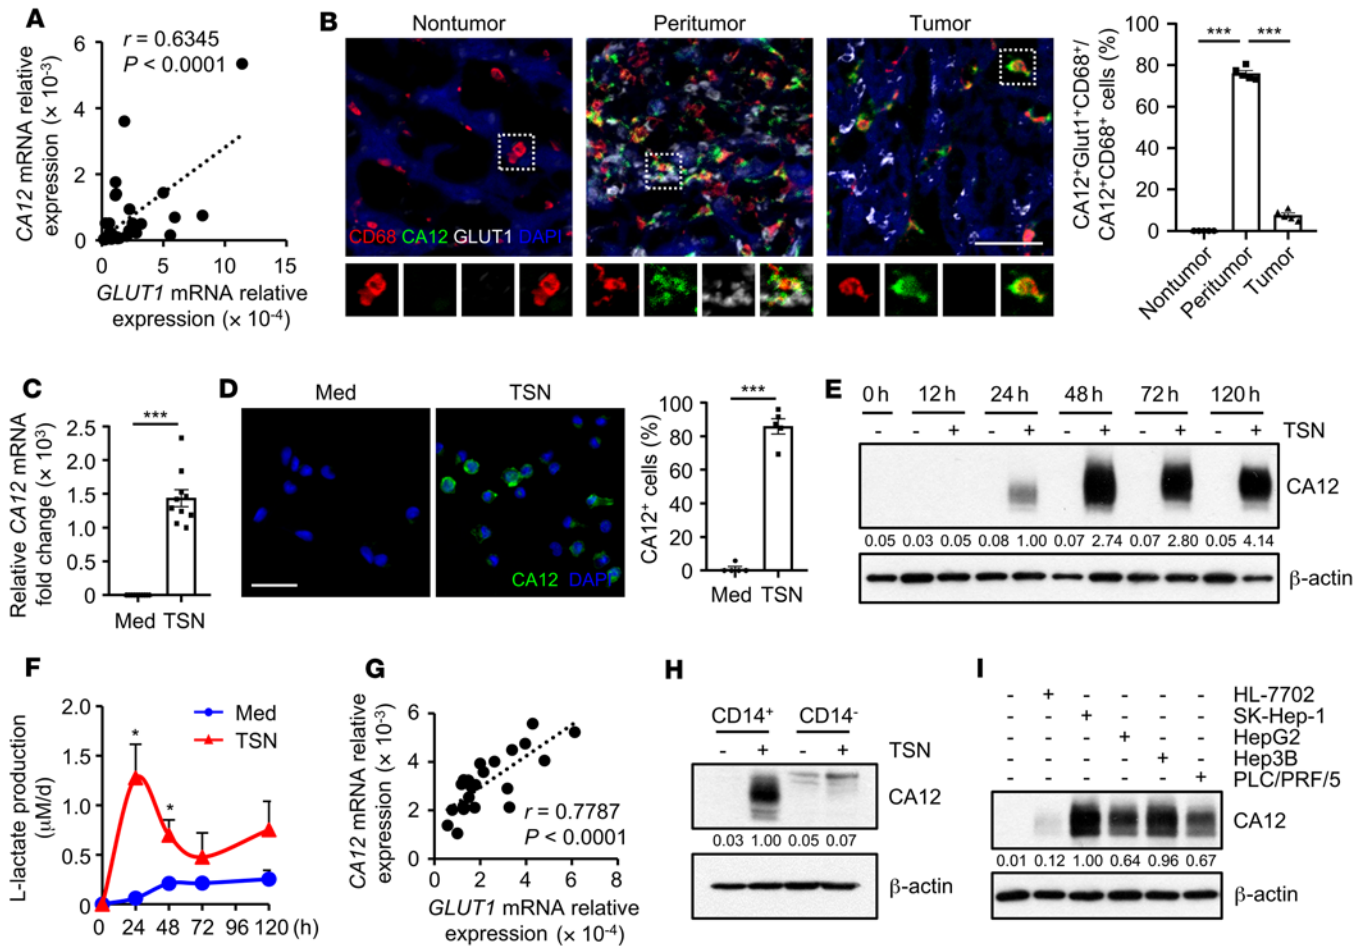 A
CA12 mRNA relative
expression (× 10⁻³)
6
4
2
0
r = 0.6345
P < 0.0001
0 5 10 15
GLUT1 mRNA relative
expression (× 10⁻⁴)
B
Nontumor Peritumor Tumor
CD68 CA12 GLUT1 DAPI
CA12⁺Glut1⁺CD68⁺/
CA12⁺CD68⁺ cells (%)
100
80
60
40
20
0
*** ***
Nontumor
Peritumor
Tumor
C
Relative CA12 mRNA
fold change (× 10³)
2.5
2.0
1.5
1.0
0.5
0
***
Med TSN
D
Med TSN
CA12 DAPI
CA12⁺ cells (%)
100
80
60
40
20
0
***
Med TSN
E
0 h 12 h 24 h 48 h 72 h 120 h
- - + - + - + - + - + TSN
CA12
0.05 0.03 0.05 0.08 1.00 0.07 2.74 0.07 2.80 0.05 4.14
β-actin
F
L-lactate production
(μM/d)
2.0
1.5
1.0
0.5
0
Med
TSN
*
*
0 24 48 72 96 120 (h)
G
CA12 mRNA relative
expression (× 10⁻³)
6
4
2
0
r = 0.7787
P < 0.0001
0 2 4 6 8
GLUT1 mRNA relative
expression (× 10⁻⁴)
H
CD14⁺ CD14⁻
- + - + TSN
CA12
0.03 1.00 0.05 0.07
β-actin
I
- + - - - - HL-7702
- - + - - - SK-Hep-1
- - - + - - HepG2
- - - - + - Hep3B
- - - - - + PLC/PRF/5
CA12
0.01 0.12 1.00 0.64 0.96 0.67
β-actin